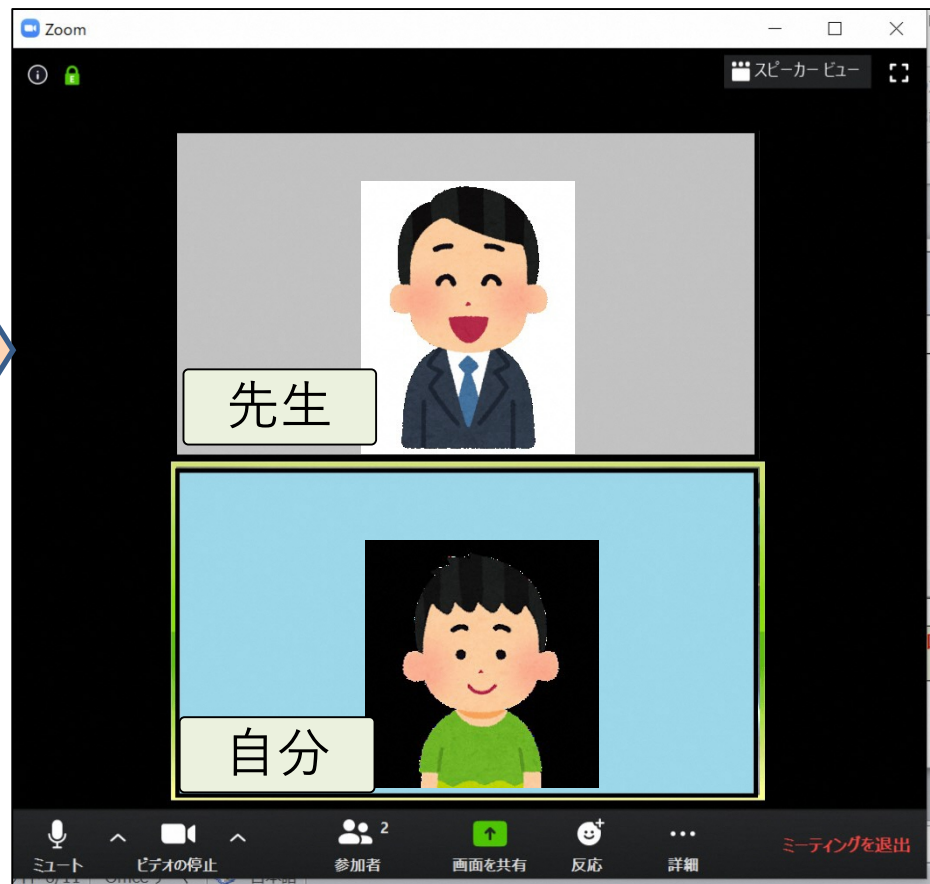 Zoom
スピーカー ビュー
先生
自分
2
ミュート
ビデオの停止
参加者
画面を共有
反応
詳細
ミーティングを退出